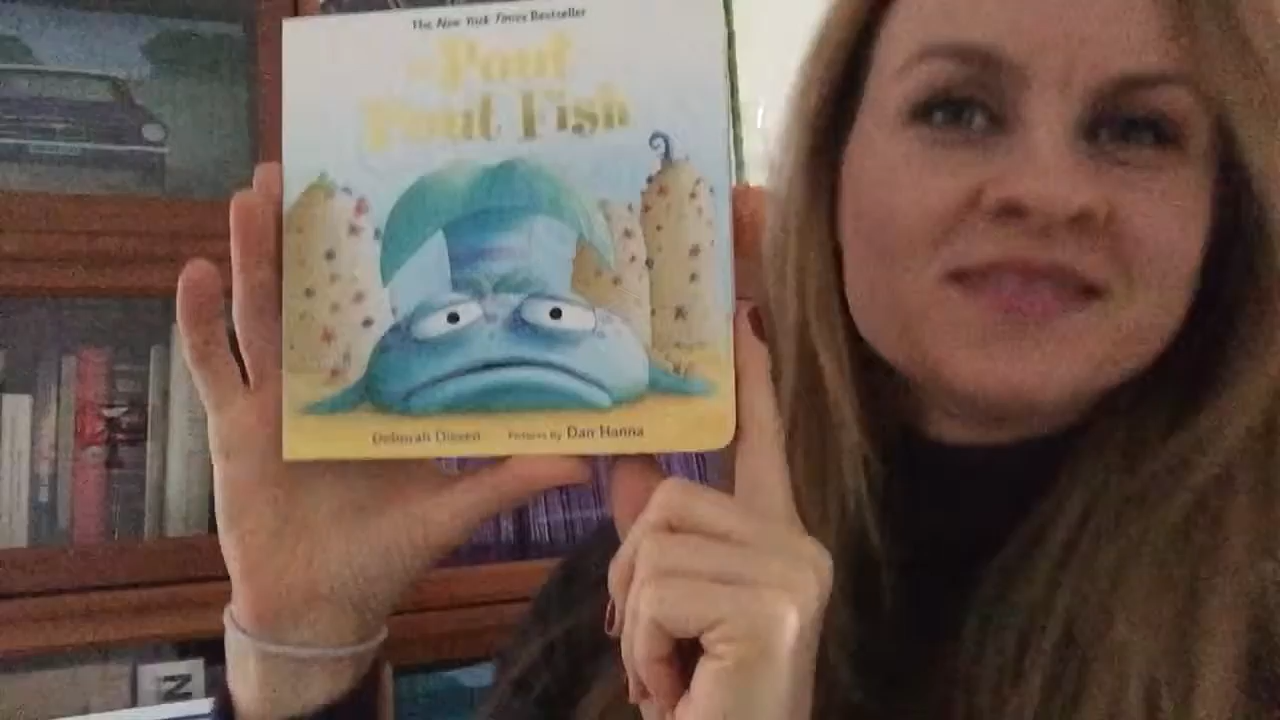 The New York Times Bestseller
The Pout
Pout Fish
Deborah Diesen Pictures by Dan Hanna
N